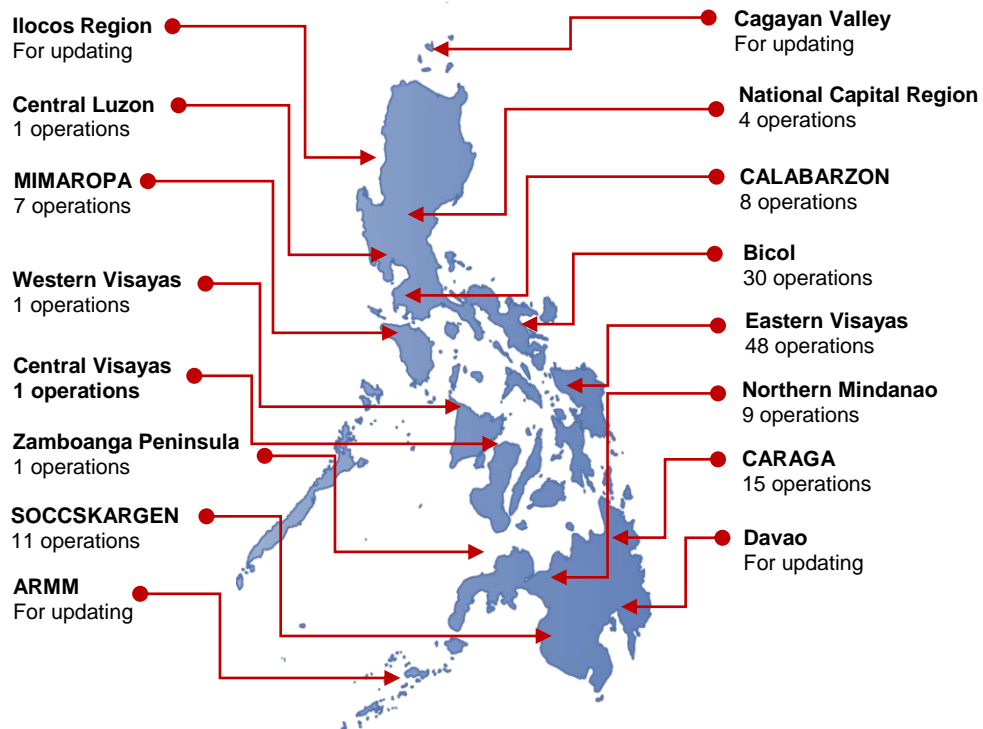 Ilocos Region
For updating
Central Luzon
1 operations
MIMAROPA
7 operations
Western Visayas
1 operations
Central Visayas
1 operations
Zamboanga Peninsula
1 operations
SOCCSKARGEN
11 operations
ARMM
For updating
Cagayan Valley
For updating
National Capital Region
4 operations
CALABARZON
8 operations
Bicol
30 operations
Eastern Visayas
48 operations
Northern Mindanao
9 operations
CARAGA
15 operations
Davao
For updating